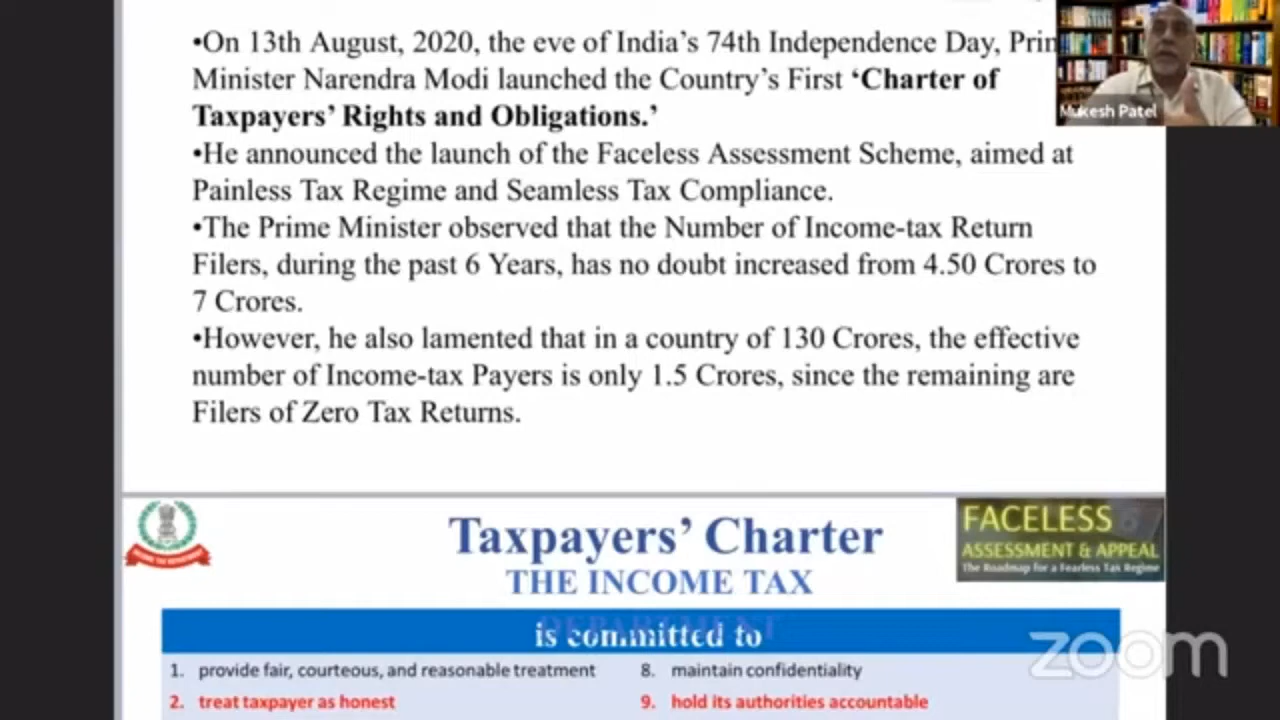 •On 13th August, 2020, the eve of India's 74th Independence Day, Prim
Minister Narendra Modi launched the Country's First ‘Charter of
Taxpayers' Rights and Obligations.’
•He announced the launch of the Faceless Assessment Scheme, aimed at
Painless Tax Regime and Seamless Tax Compliance.
•The Prime Minister observed that the Number of Income-tax Return
Filers, during the past 6 Years, has no doubt increased from 4.50 Crores to
7 Crores.
•However, he also lamented that in a country of 130 Crores, the effective
number of Income-tax Payers is only 1.5 Crores, since the remaining are
Filers of Zero Tax Returns.
Mukesh Patel
Taxpayers' Charter
THE INCOME TAX
DEPARTMENT
is committed to
FACELESS
ASSESSMENT & APPEAL
The Roadmap for a Fearless Tax Regime
1. provide fair, courteous, and reasonable treatment
2. treat taxpayer as honest
8. maintain confidentiality
9. hold its authorities accountable
zoom